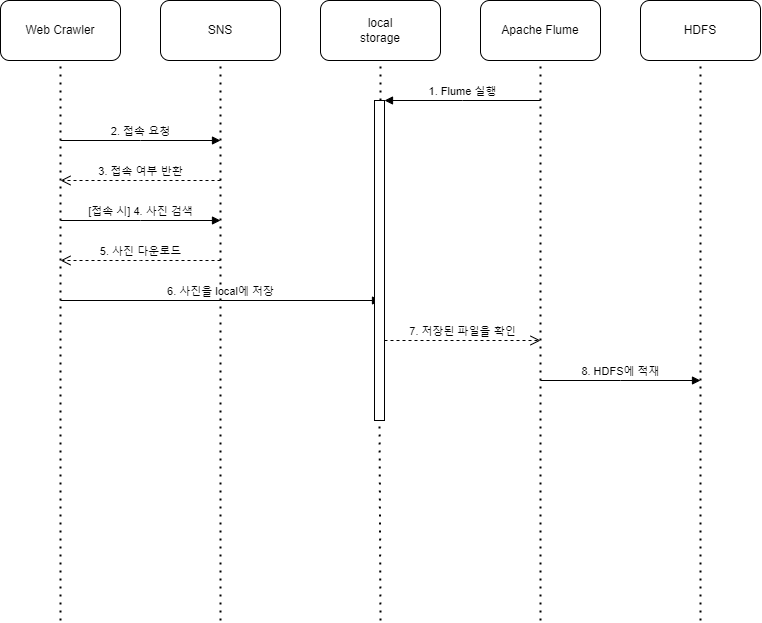 Web Crawler
SNS
local
storage
Apache Flume
HDFS
1. Flume 실행
2. 접속 요청
3. 접속 여부 반환
[접속 시] 4. 사진 검색
5. 사진 다운로드
6. 사진을 local에 저장
7. 저장된 파일을 확인
8. HDFS에 적재